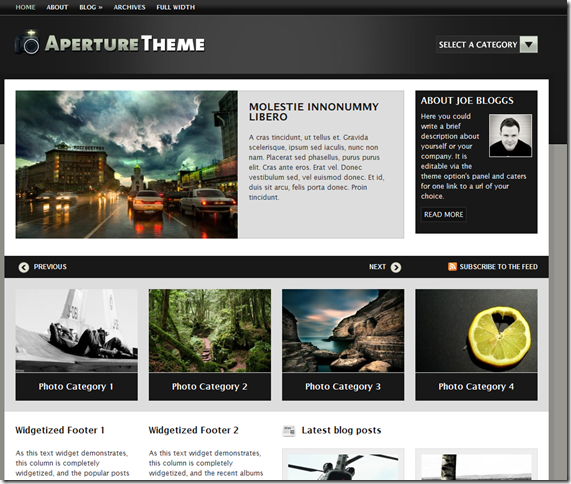 HOME ABOUT BLOG » ARCHIVES FULL WIDTH
APERTURE THEME
SELECT A CATEGORY
MOLESTIE INNONUMMY
LIBERO
A cras tincidunt, ut tellus et. Gravida
scelerisque, ipsum sed iaculis, nunc non
nam. Placerat sed phasellus, purus purus
elit. Cras ante eros. Erat vel. Donec
vestibulum sed, vel euismod donec. Et id,
duis sit arcu, felis porta donec. Proin
tincidunt.
ABOUT JOE BLOGGS
Here you could
write a brief
description about
yourself or your
company. It is
editable via the
theme option's panel and caters
for one link to a url of your
choice.
READ MORE
PREVIOUS
NEXT
SUBSCRIBE TO THE FEED
Photo Category 1
Photo Category 2
Photo Category 3
Photo Category 4
Widgetized Footer 1
As this text widget demonstrates,
this column is completely
widgetized, and the popular posts
Widgetized Footer 2
As this text widget demonstrates,
this column is completely
widgetized, and the recent albums
Latest blog posts